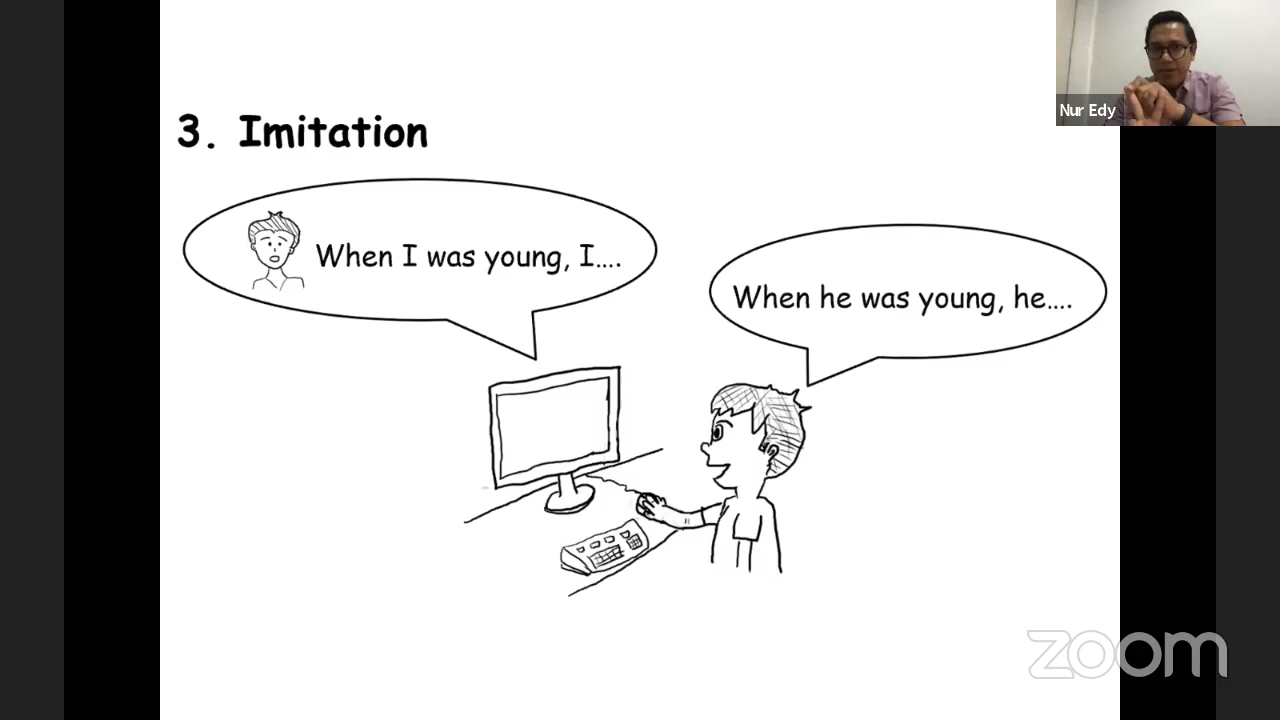 Nur Edy
3. Imitation
When I was young, I....
When he was young, he....
zoom